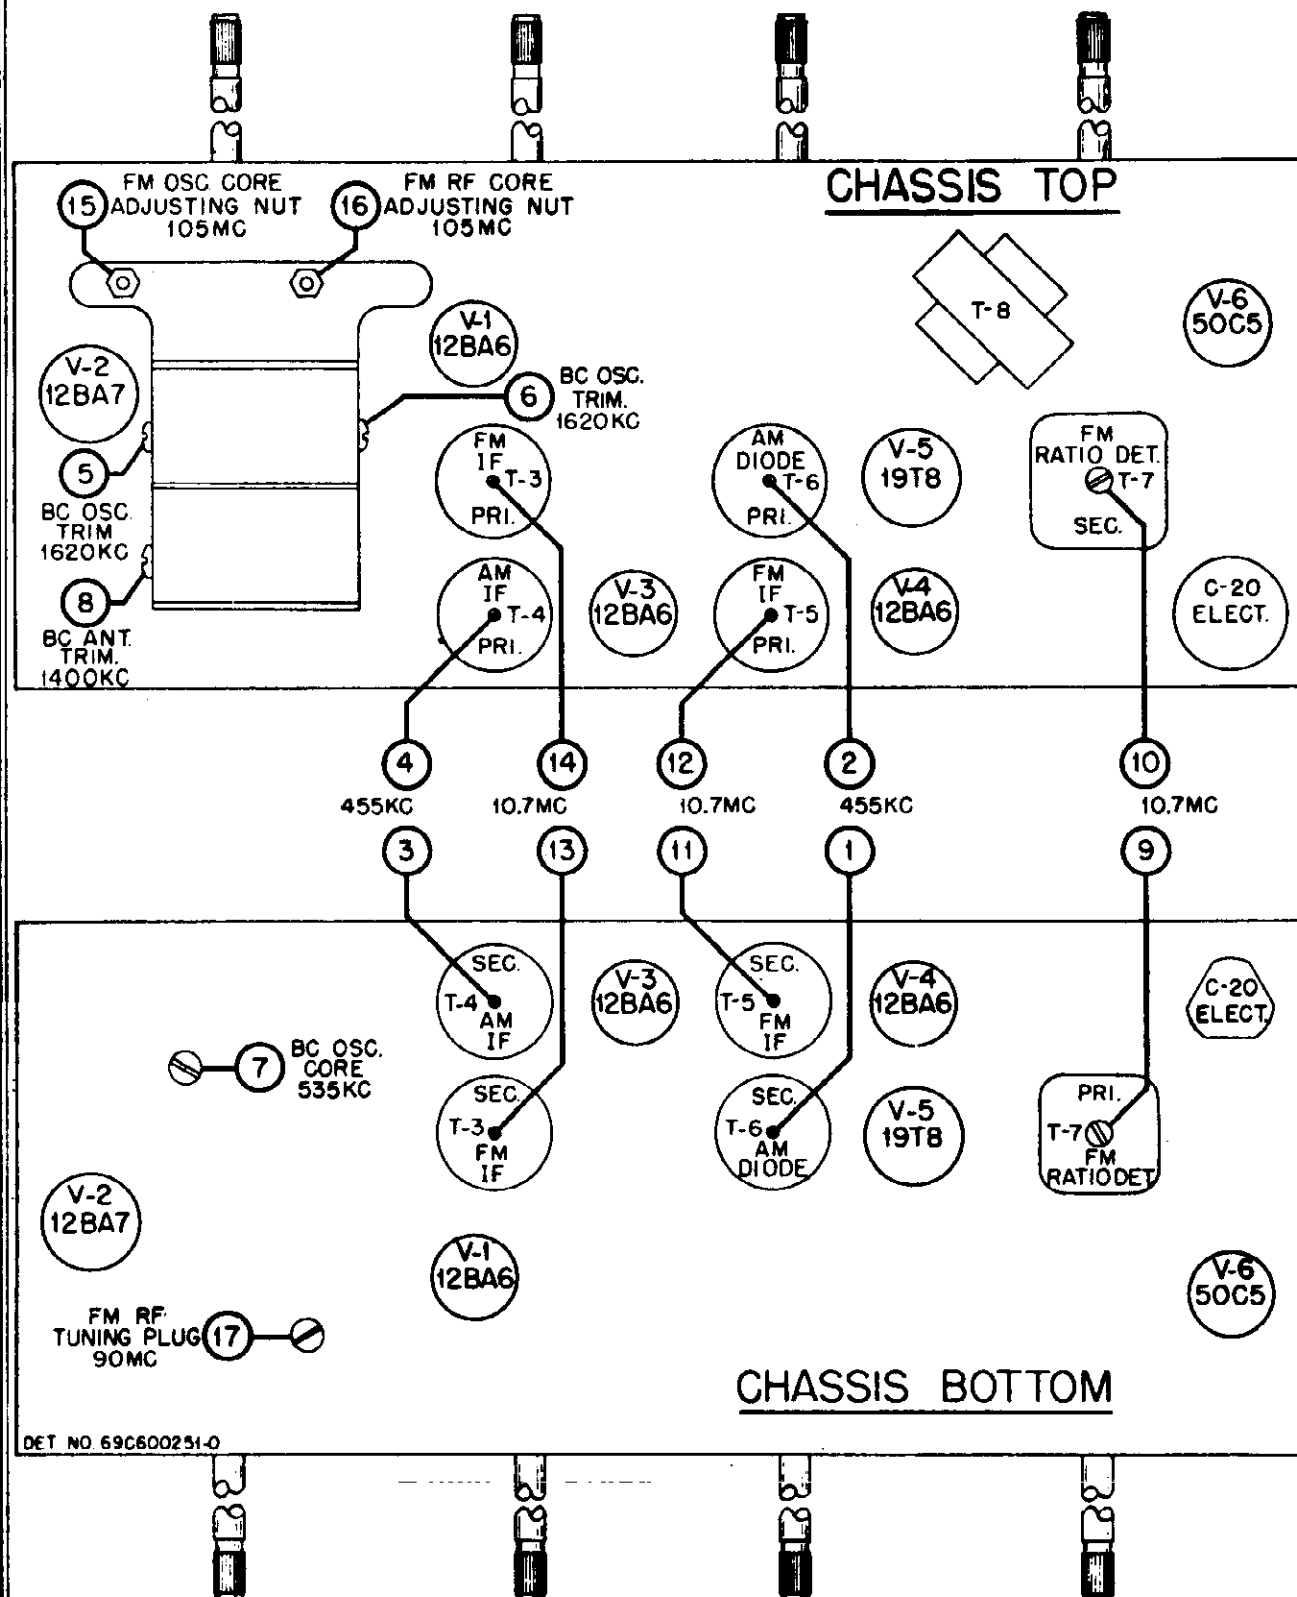 CHASSIS TOP
15
FM OSC CORE
ADJUSTING NUT
105MC
16
FM RF CORE
ADJUSTING NUT
105MC
V-1
12BA6
V-2
12BA7
6
BC OSC.
TRIM.
1620KC
5
BC OSC.
TRIM
1620KC
8
BC ANT.
TRIM.
1400KC
T-8
V-6
50C5
FM
IF
T-3
PRI.
AM
DIODE
T-6
PRI.
V-5
19T8
FM
RATIO DET.
T-7
SEC.
AM
IF
T-4
PRI.
V-3
12BA6
FM
IF
T-5
PRI.
V-4
12BA6
C-20
ELECT.
4
14
12
2
10
455KC
10.7MC
10.7MC
455KC
10.7MC
3
13
11
1
9
SEC.
T-4
AM
IF
V-3
12BA6
SEC.
T-5
FM
IF
V-4
12BA6
C-20
ELECT.
7
BC OSC.
CORE
535KC
SEC.
T-3
FM
IF
SEC.
T-6
AM
DIODE
V-5
19T8
PRI.
T-7
FM
RATIO DET
V-2
12BA7
V-1
12BA6
V-6
50C5
FM RF
TUNING PLUG
90MC
17
CHASSIS BOTTOM
DET NO. 69C600251-0